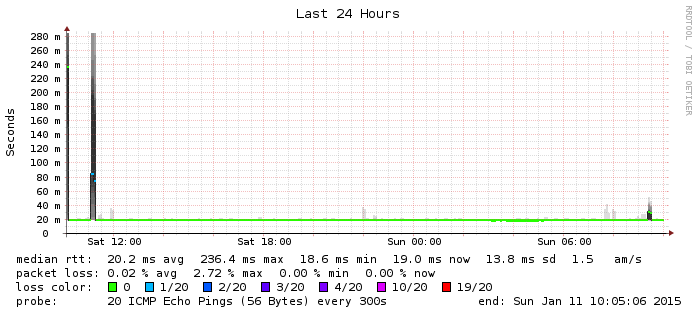 Last 24 Hours
RRDTOOL / TOBI OETIKER
Seconds
280 m
260 m
240 m
220 m
200 m
180 m
160 m
140 m
120 m
100 m
80 m
60 m
40 m
20 m
0
Sat 12:00 Sat 18:00 Sun 00:00 Sun 06:00
median rtt: 20.2 ms avg 236.4 ms max 18.6 ms min 19.0 ms now 13.8 ms sd 1.5 am/s
packet loss: 0.02 % avg 2.72 % max 0.00 % min 0.00 % now
loss color: 0 1/20 2/20 3/20 4/20 10/20 19/20
probe: 20 ICMP Echo Pings (56 Bytes) every 300s end: Sun Jan 11 10:05:06 2015